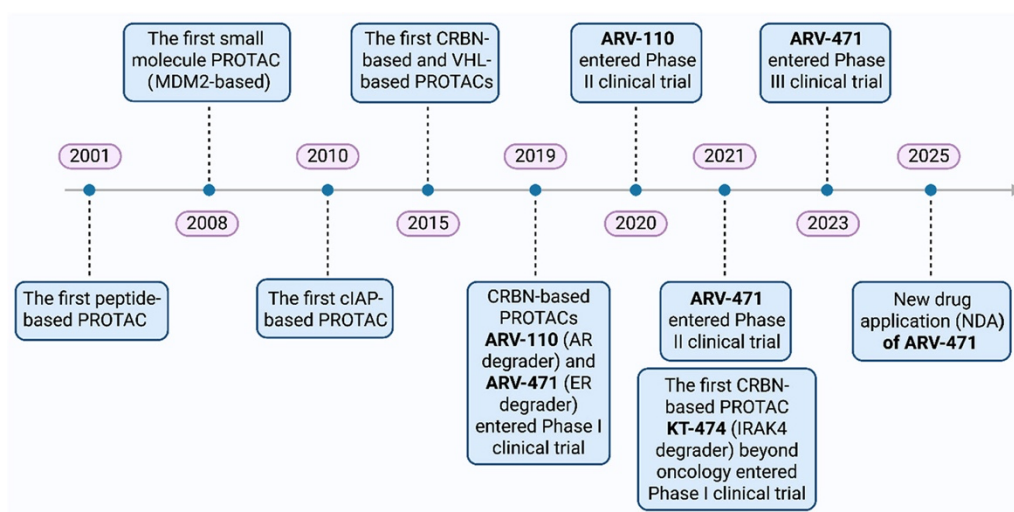 The first small
molecule PROTAC
(MDM2-based)
The first CRBN-
based and VHL-
based PROTACs
ARV-110
entered Phase
II clinical trial
ARV-471
entered Phase
III clinical trial
2001
2010
2019
2021
2025
2008
2015
2020
2023
The first peptide-
based PROTAC
The first cIAP-
based PROTAC
CRBN-based
PROTACs
ARV-110 (AR
degrader) and
ARV-471 (ER
degrader)
entered Phase I
clinical trial
ARV-471
entered Phase
II clinical trial
The first CRBN-
based PROTAC
KT-474 (IRAK4
degrader) beyond
oncology entered
Phase I clinical trial
New drug
application (NDA)
of ARV-471